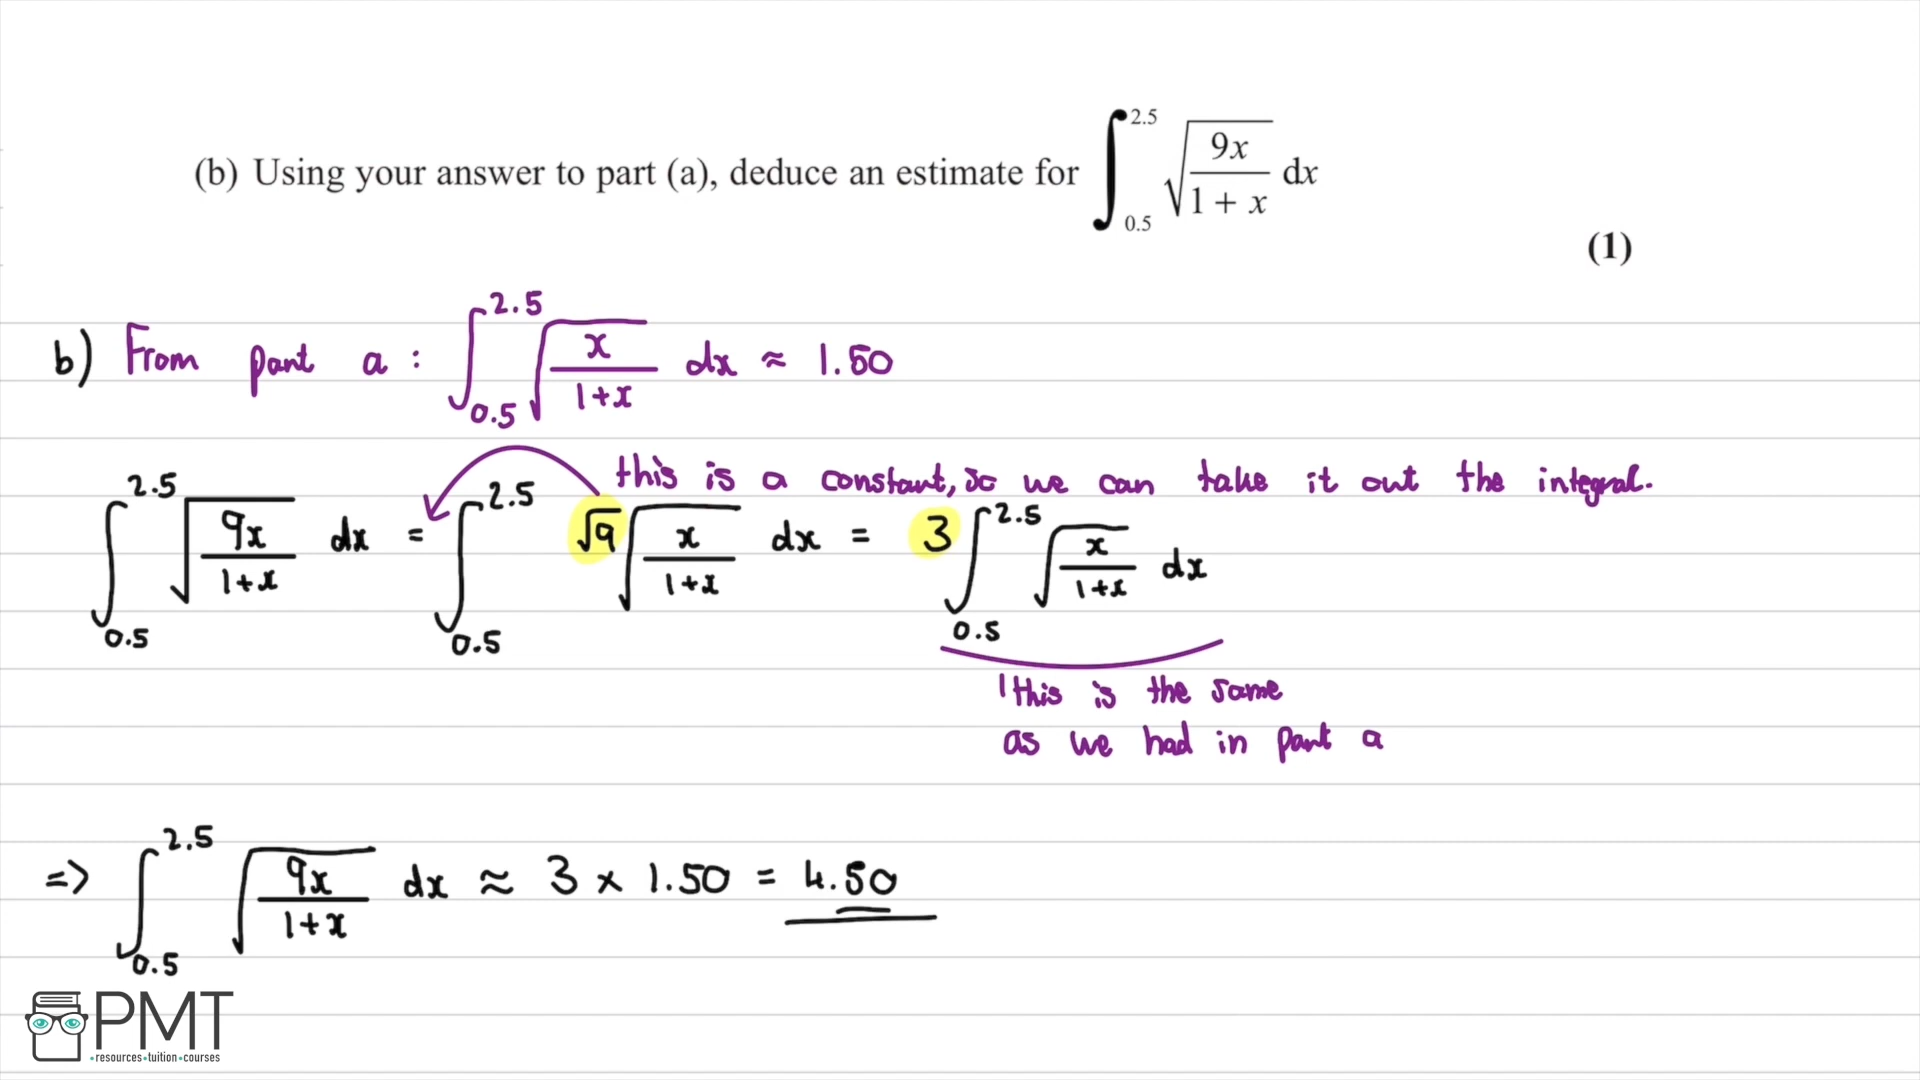 (b) Using your answer to part (a), deduce an estimate for ∫_{0.5}^{2.5} √(9x/(1 + x)) dx
(1)
b) From part a : ∫_{0.5}^{2.5} √(x/(1+x)) dx ≈ 1.50
this is a constant, so we can take it out the integral.
∫_{0.5}^{2.5} √(9x/(1+x)) dx = ∫_{0.5}^{2.5} √9 √(x/(1+x)) dx = 3 ∫_{0.5}^{2.5} √(x/(1+x)) dx
this is the same
as we had in part a
=> ∫_{0.5}^{2.5} √(9x/(1+x)) dx ≈ 3 × 1.50 = 4.50
PMT
•resources•tuition•courses